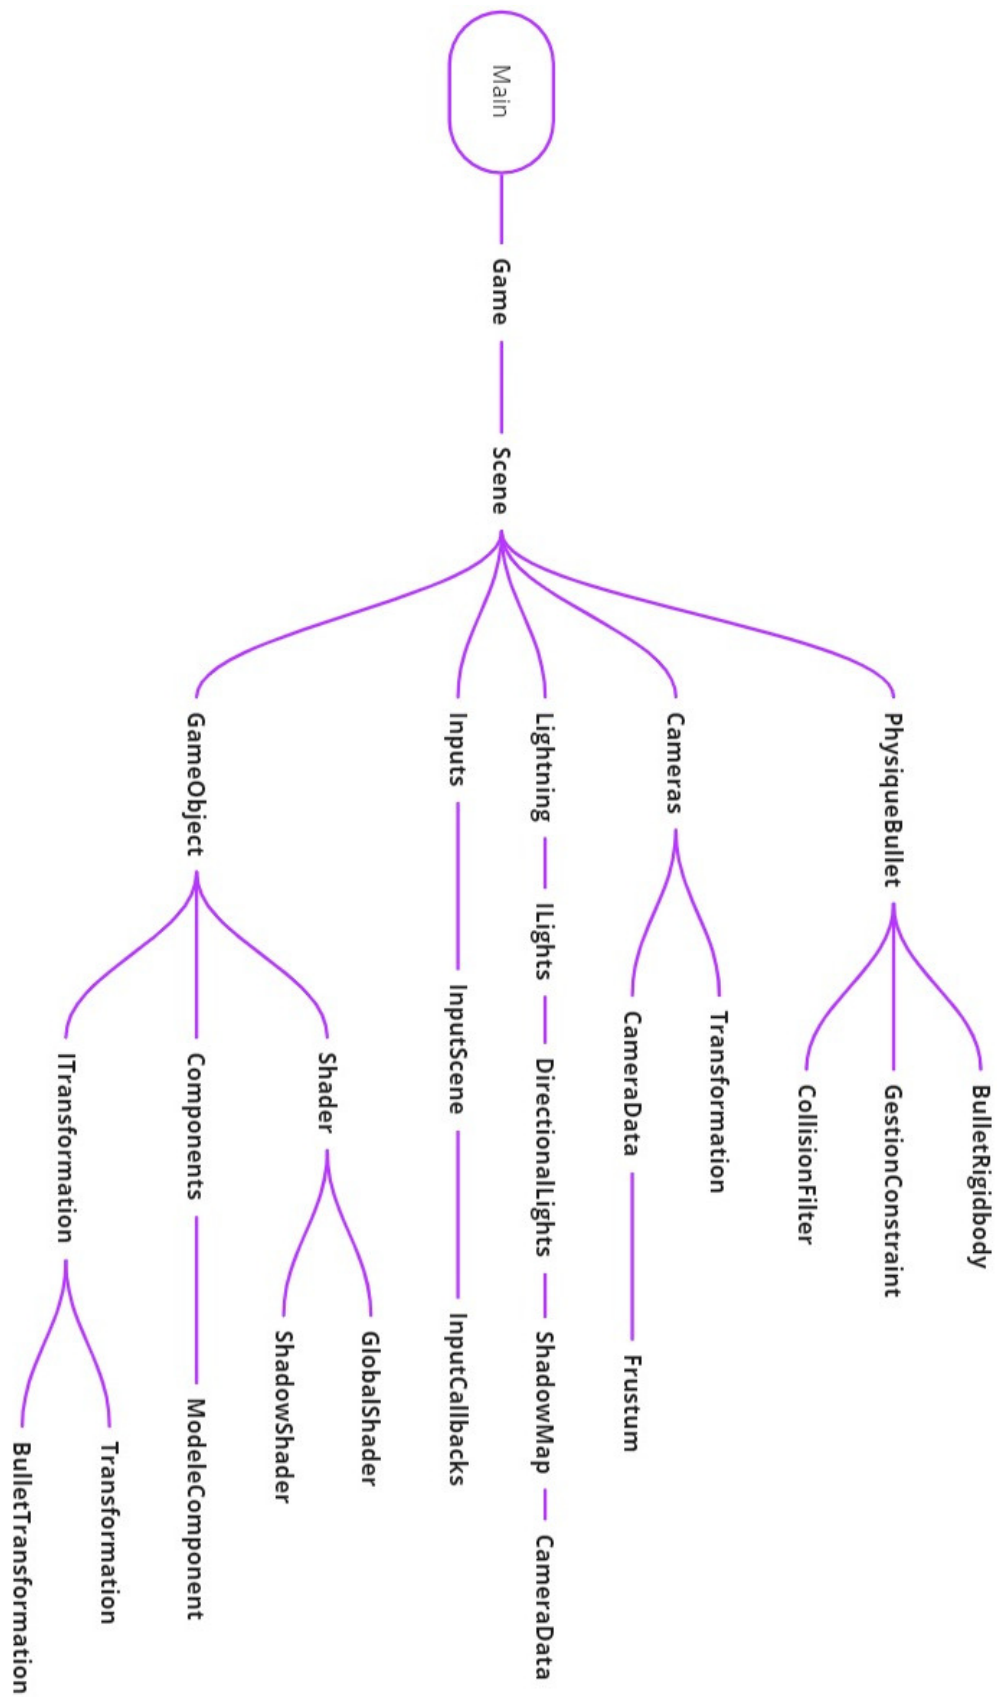 Main
Game
Scene
PhysiqueBullet
BulletRigidbody
GestionConstraint
CollisionFilter
Cameras
Transformation
CameraData
Frustum
Lightning
ILights
DirectionalLights
ShadowMap
CameraData
Inputs
InputScene
InputCallbacks
GameObject
Shader
GlobalShader
ShadowShader
Components
ModeleComponent
ITransformation
Transformation
BulletTransformation